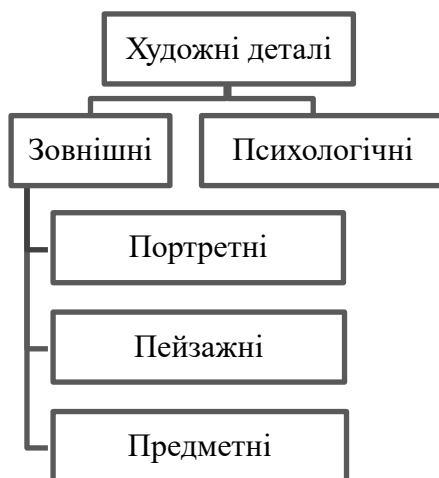 Художні деталі
Зовнішні
Психологічні
Портретні
Пейзажні
Предметні